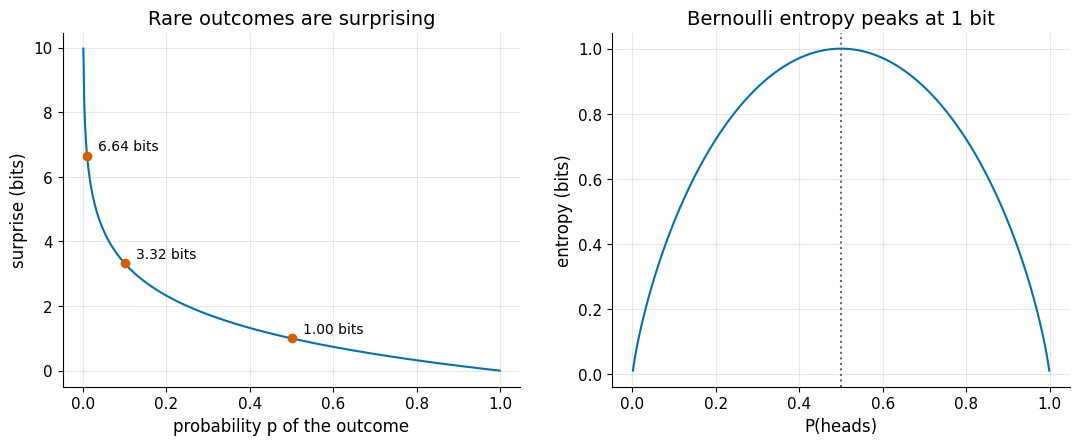 Rare outcomes are surprising
10
8
6
4
2
0
surprise (bits)
6.64 bits
3.32 bits
1.00 bits
0.0 0.2 0.4 0.6 0.8 1.0
probability p of the outcome
Bernoulli entropy peaks at 1 bit
1.0
0.8
0.6
0.4
0.2
0.0
entropy (bits)
0.0 0.2 0.4 0.6 0.8 1.0
P(heads)